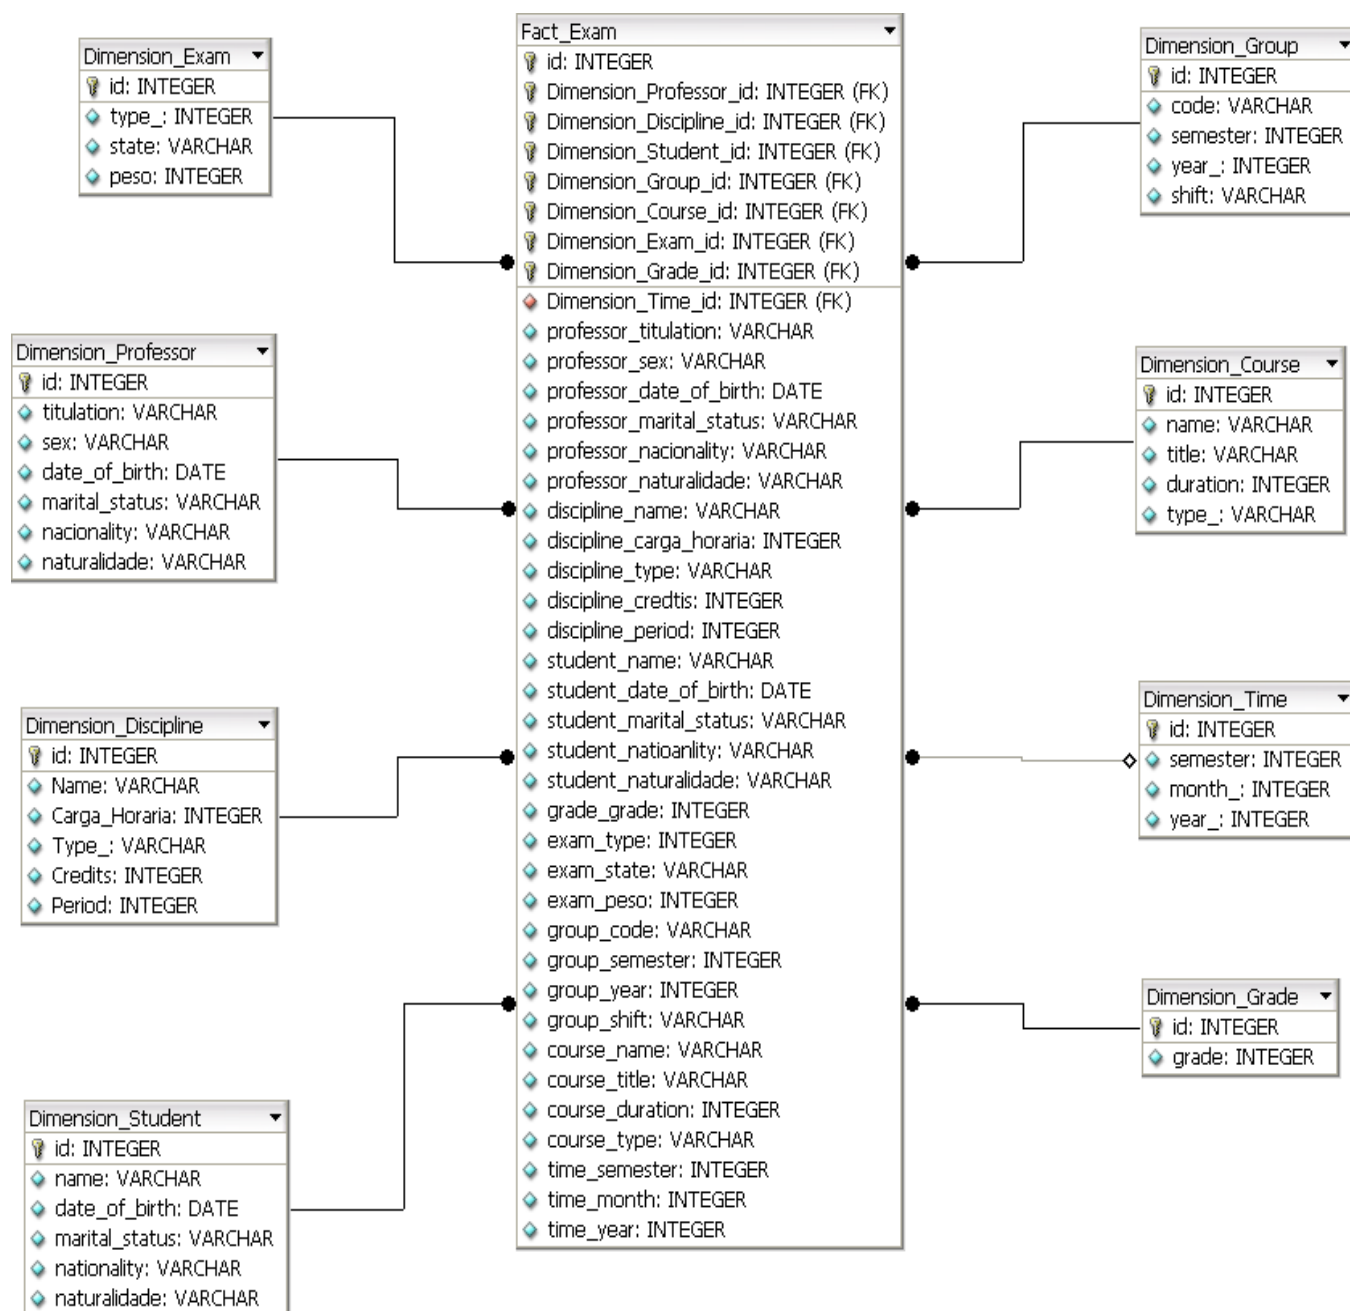 Dimension_Exam
id: INTEGER
type_: INTEGER
state: VARCHAR
peso: INTEGER
Dimension_Professor
id: INTEGER
titulation: VARCHAR
sex: VARCHAR
date_of_birth: DATE
marital_status: VARCHAR
nacionality: VARCHAR
naturalidade: VARCHAR
Dimension_Discipline
id: INTEGER
Name: VARCHAR
Carga_Horaria: INTEGER
Type_: VARCHAR
Credits: INTEGER
Period: INTEGER
Dimension_Student
id: INTEGER
name: VARCHAR
date_of_birth: DATE
marital_status: VARCHAR
nationality: VARCHAR
naturalidade: VARCHAR
Fact_Exam
id: INTEGER
Dimension_Professor_id: INTEGER (FK)
Dimension_Discipline_id: INTEGER (FK)
Dimension_Student_id: INTEGER (FK)
Dimension_Group_id: INTEGER (FK)
Dimension_Course_id: INTEGER (FK)
Dimension_Exam_id: INTEGER (FK)
Dimension_Grade_id: INTEGER (FK)
Dimension_Time_id: INTEGER (FK)
professor_titulation: VARCHAR
professor_sex: VARCHAR
professor_date_of_birth: DATE
professor_marital_status: VARCHAR
professor_nacionality: VARCHAR
professor_naturalidade: VARCHAR
discipline_name: VARCHAR
discipline_carga_horaria: INTEGER
discipline_type: VARCHAR
discipline_credtis: INTEGER
discipline_period: INTEGER
student_name: VARCHAR
student_date_of_birth: DATE
student_marital_status: VARCHAR
student_natioanlity: VARCHAR
student_naturalidade: VARCHAR
grade_grade: INTEGER
exam_type: INTEGER
exam_state: VARCHAR
exam_peso: INTEGER
group_code: VARCHAR
group_semester: INTEGER
group_year: INTEGER
group_shift: VARCHAR
course_name: VARCHAR
course_title: VARCHAR
course_duration: INTEGER
course_type: VARCHAR
time_semester: INTEGER
time_month: INTEGER
time_year: INTEGER
Dimension_Group
id: INTEGER
code: VARCHAR
semester: INTEGER
year_: INTEGER
shift: VARCHAR
Dimension_Course
id: INTEGER
name: VARCHAR
title: VARCHAR
duration: INTEGER
type_: VARCHAR
Dimension_Time
id: INTEGER
semester: INTEGER
month_: INTEGER
year_: INTEGER
Dimension_Grade
id: INTEGER
grade: INTEGER